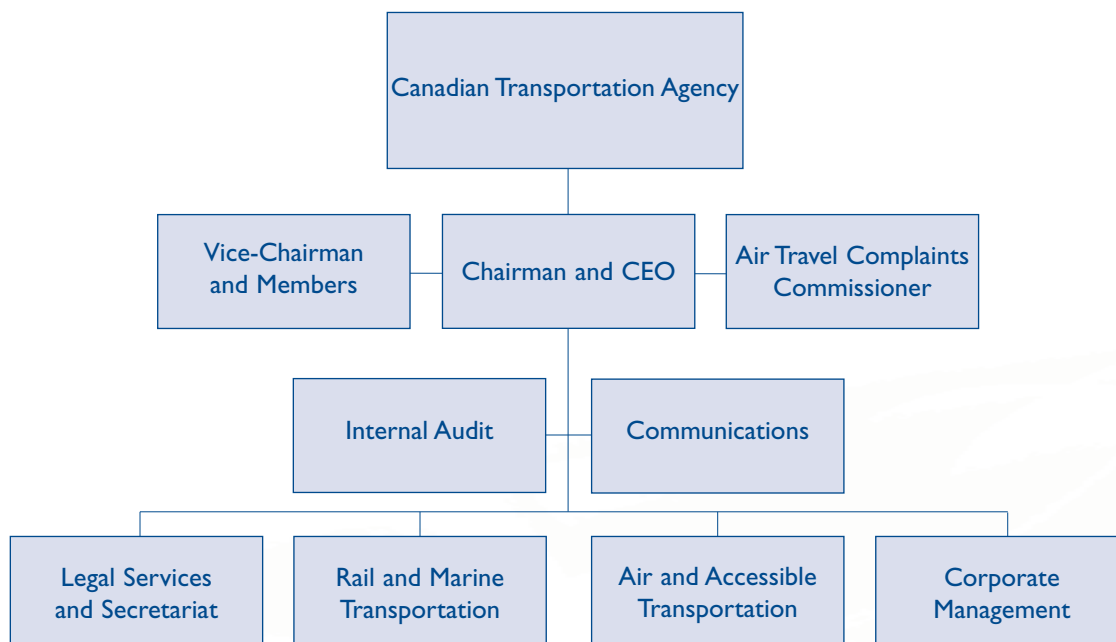 Canadian Transportation Agency
Vice-Chairman
and Members
Chairman and CEO
Air Travel Complaints
Commissioner
Internal Audit
Communications
Legal Services
and Secretariat
Rail and Marine
Transportation
Air and Accessible
Transportation
Corporate
Management